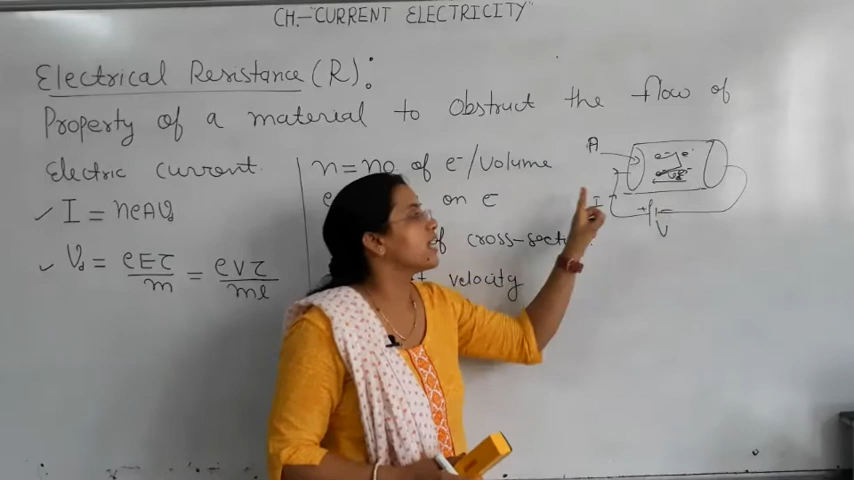 CH.-"CURRENT ELECTRICITY"
Electrical Resistance (R):
Property of a material to obstruct the flow of
Electric current.
n = no of e⁻/volume
e on e
✓ I = neAVd
of cross-section
✓ Vd = eEτ/m = eVτ/ml
velocity
A
e⁻ e⁻
I
+ -
V